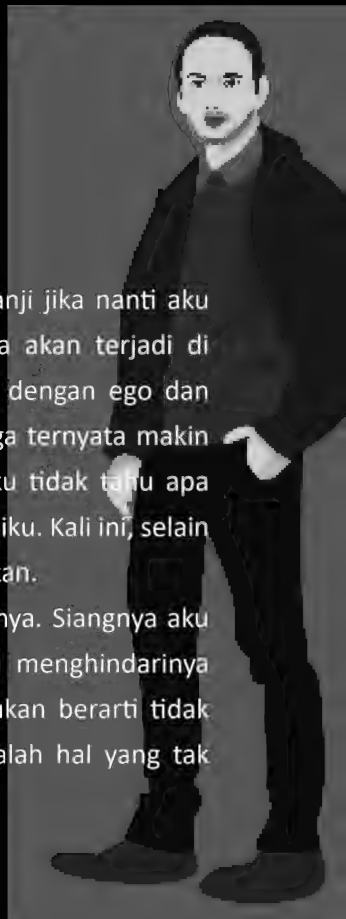 anji jika nanti aku
a akan terjadi di
dengan ego dan
ga ternyata makin
ku tidak tahu apa
iku. Kali ini, selain
kan.
nya. Siangnya aku
menghindarinya
akan berarti tidak
alah hal yang tak